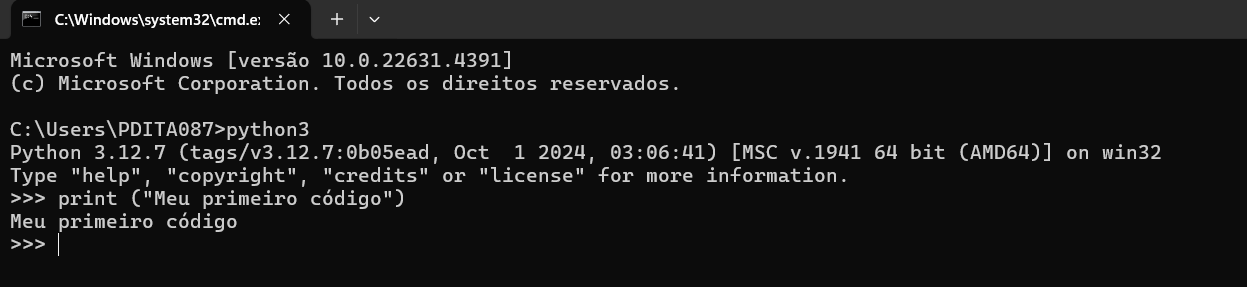 C:\Windows\system32\cmd.e
Microsoft Windows [versão 10.0.22631.4391]
(c) Microsoft Corporation. Todos os direitos reservados.
C:\Users\PDITA087>python3
Python 3.12.7 (tags/v3.12.7:0b05ead, Oct  1 2024, 03:06:41) [MSC v.1941 64 bit (AMD64)] on win32
Type "help", "copyright", "credits" or "license" for more information.
>>> print ("Meu primeiro código")
Meu primeiro código
>>>